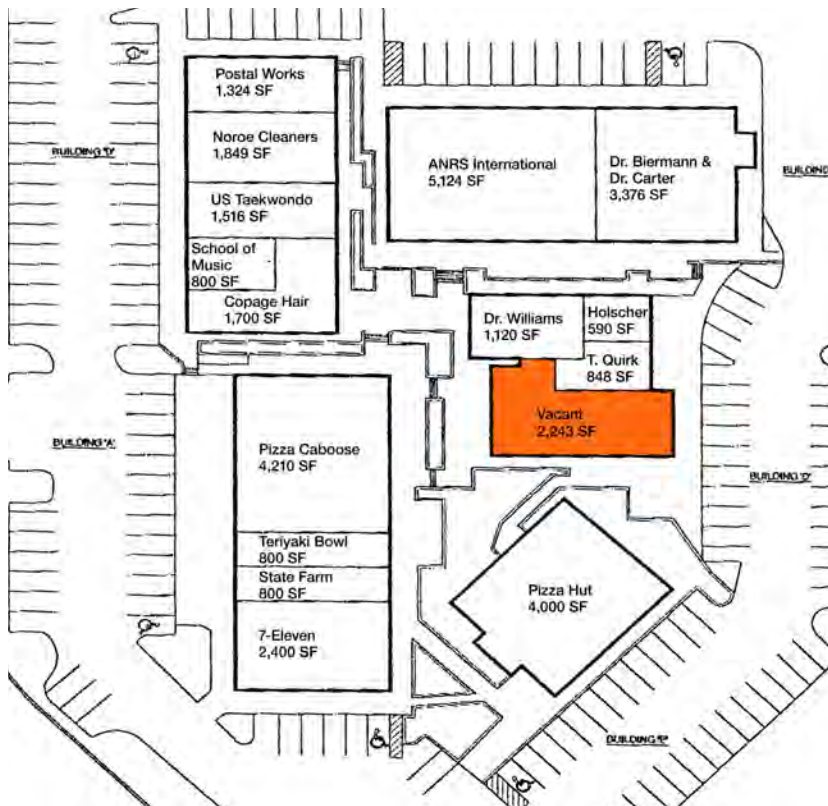 Postal Works
1,324 SF
Noroe Cleaners
1,849 SF
US Taekwondo
1,516 SF
School of
Music
800 SF
Copage Hair
1,700 SF
ANRS International
5,124 SF
Dr. Biermann &
Dr. Carter
3,376 SF
BUILDING 'D'
BUILDING
Dr. Williams
1,120 SF
Holscher
590 SF
T. Quirk
848 SF
Vacant
2,243 SF
BUILDING 'A'
Pizza Caboose
4,210 SF
Teriyaki Bowl
800 SF
State Farm
800 SF
7-Eleven
2,400 SF
Pizza Hut
4,000 SF
BUILDING
BUILDING